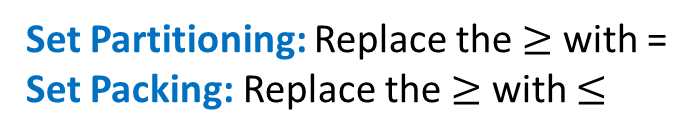 Set Partitioning: Replace the ≥ with =
Set Packing: Replace the ≥ with ≤